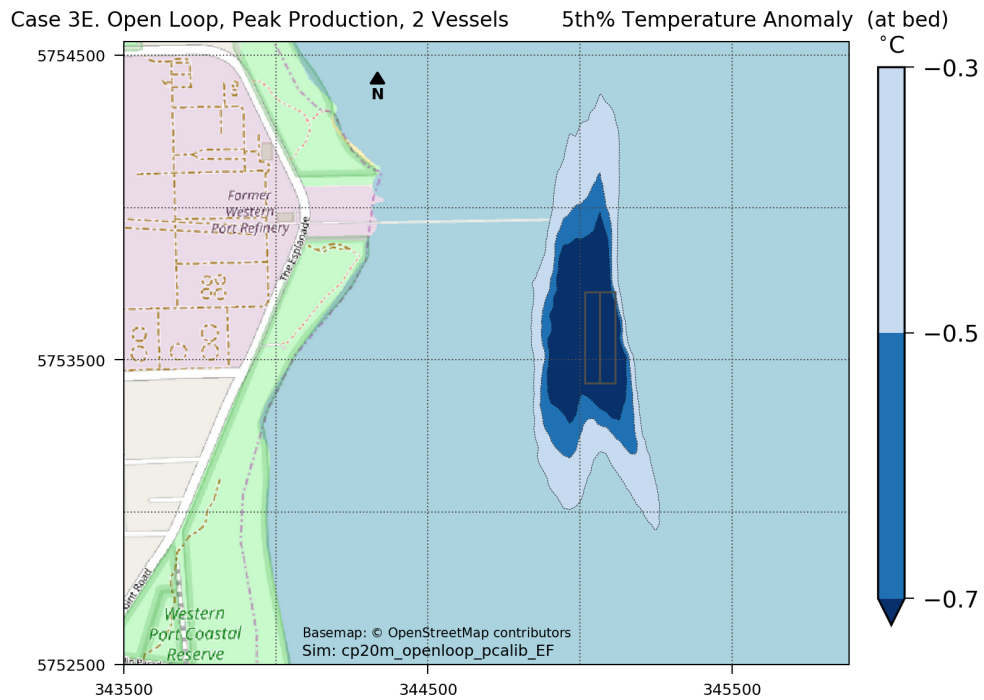 Case 3E. Open Loop, Peak Production, 2 Vessels 5th% Temperature Anomaly (at bed)
°C
5754500
5753500
5752500
343500 344500 345500
N
Former
Western
Port Refinery
The Esplanade
oint Road
Western
Port Coastal
Reserve
Basemap: © OpenStreetMap contributors
Sim: cp20m_openloop_pcalib_EF
−0.3
−0.5
−0.7